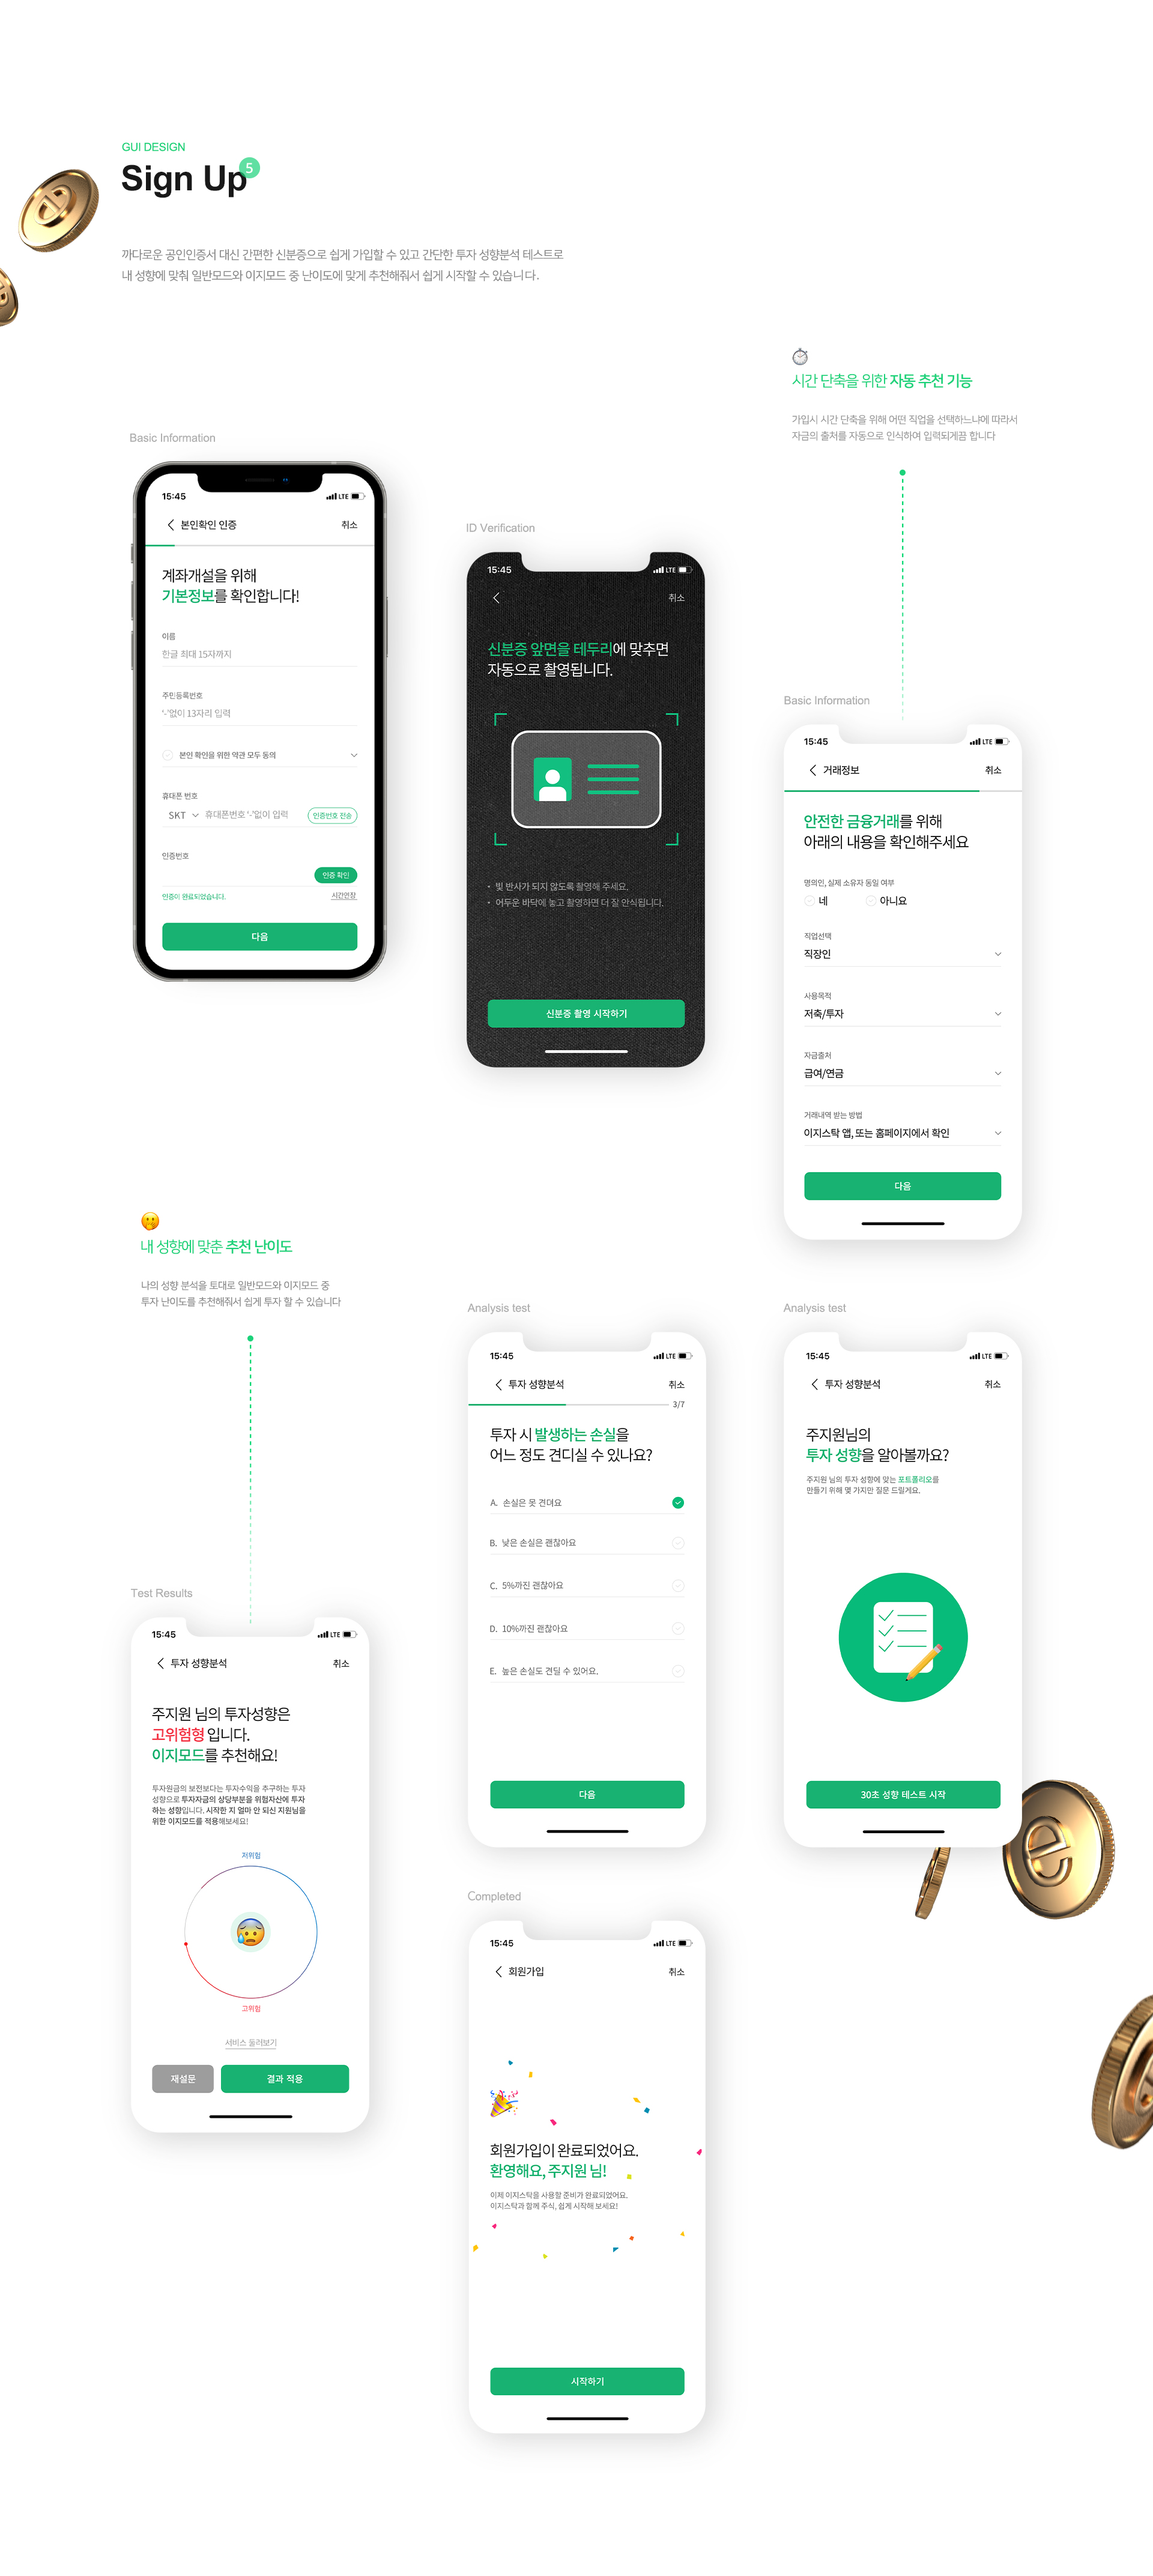 GUI DESIGN
Sign Up 5
까다로운 공인인증서 대신 간편한 신분증으로 쉽게 가입할 수 있고 간단한 투자 성향분석 테스트로
내 성향에 맞춰 일반모드와 이지모드 중 난이도에 맞게 추천해줘서 쉽게 시작할 수 있습니다.
시간 단축을 위한 자동 추천 기능
가입시 시간 단축을 위해 어떤 직업을 선택하느냐에 따라서
자금의 출처를 자동으로 인식하여 입력되게끔 합니다
Basic Information
15:45 LTE
본인확인 인증 취소
계좌개설을 위해
기본정보를 확인합니다!
이름
한글 최대 15자까지
주민등록번호
'-'없이 13자리 입력
본인 확인을 위한 약관 모두 동의
휴대폰 번호
SKT 휴대폰번호 '-'없이 입력 인증번호 전송
인증번호
인증 확인
인증이 완료되었습니다. 시간연장
다음
ID Verification
15:45 LTE
취소
신분증 앞면을 테두리에 맞추면
자동으로 촬영됩니다.
• 빛 반사가 되지 않도록 촬영해 주세요.
• 어두운 바닥에 놓고 촬영하면 더 잘 인식됩니다.
신분증 촬영 시작하기
Basic Information
15:45 LTE
거래정보 취소
안전한 금융거래를 위해
아래의 내용을 확인해주세요
명의인, 실제 소유자 동일 여부
네 아니요
직업선택
직장인
사용목적
저축/투자
자금출처
급여/연금
거래내역 받는 방법
이지스탁 앱, 또는 홈페이지에서 확인
다음
내 성향에 맞춘 추천 난이도
나의 성향 분석을 토대로 일반모드와 이지모드 중
투자 난이도를 추천해줘서 쉽게 투자 할 수 있습니다
Analysis test
15:45 LTE
투자 성향분석 취소
3/7
투자 시 발생하는 손실을
어느 정도 견디실 수 있나요?
A. 손실은 못 견뎌요
B. 낮은 손실은 괜찮아요
C. 5%까진 괜찮아요
D. 10%까진 괜찮아요
E. 높은 손실도 견딜 수 있어요.
다음
Analysis test
15:45 LTE
투자 성향분석 취소
주지원님의
투자 성향을 알아볼까요?
주지원 님의 투자 성향에 맞는 포트폴리오를
만들기 위해 몇 가지만 질문 드릴게요.
30초 성향 테스트 시작
Test Results
15:45 LTE
투자 성향분석 취소
주지원 님의 투자성향은
고위험형 입니다.
이지모드를 추천해요!
투자원금의 보전보다는 투자수익을 추구하는 투자
성향으로 투자자금의 상당부분을 위험자산에 투자
하는 성향입니다. 시작한 지 얼마 안 되신 지원님을
위한 이지모드를 적용해보세요!
저위험
고위험
서비스 둘러보기
재설문 결과 적용
Completed
15:45 LTE
회원가입 취소
회원가입이 완료되었어요.
환영해요, 주지원 님!
이제 이지스탁을 사용할 준비가 완료되었어요.
이지스탁과 함께 주식, 쉽게 시작해 보세요!
시작하기